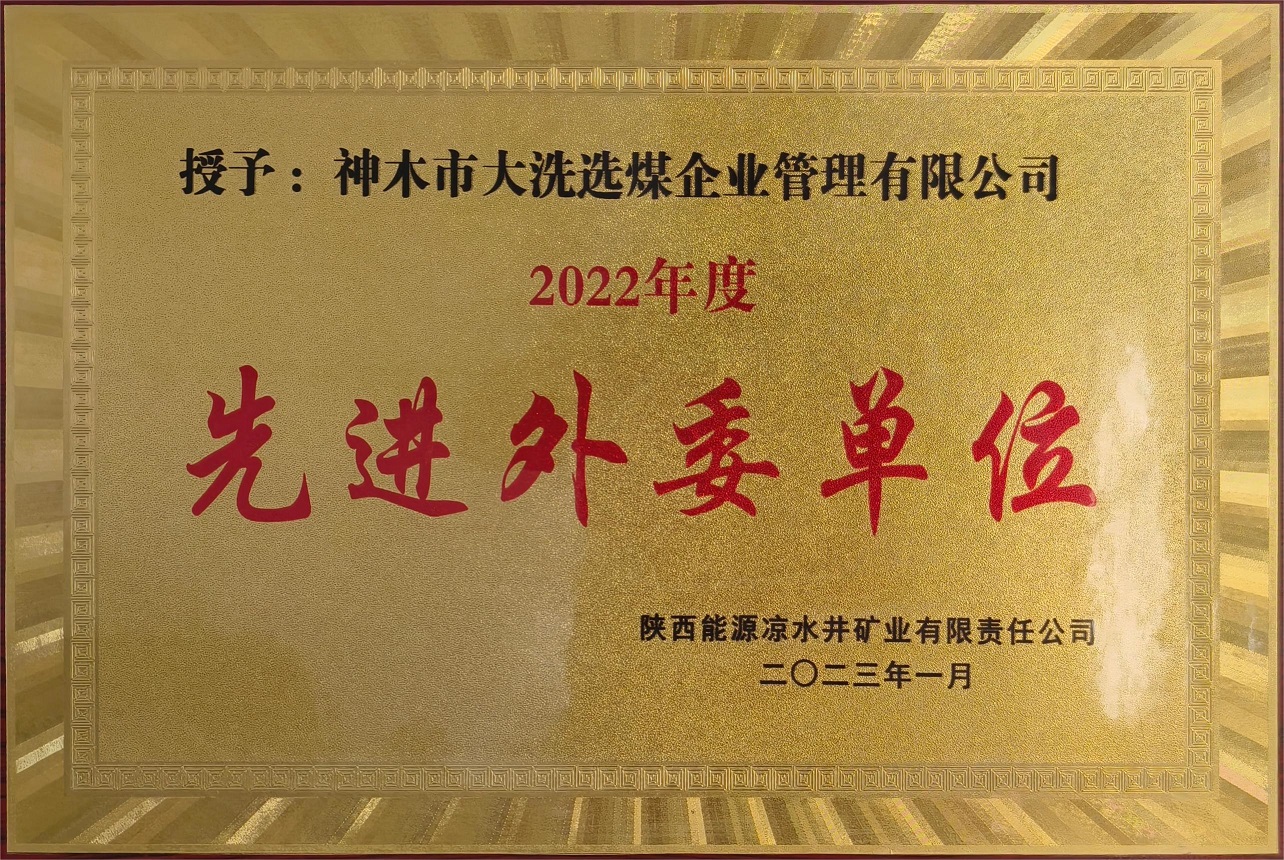 授予：神木市大洗选煤企业管理有限公司
2022年度
先进外委单位
陕西能源凉水井矿业有限责任公司
二〇二三年一月